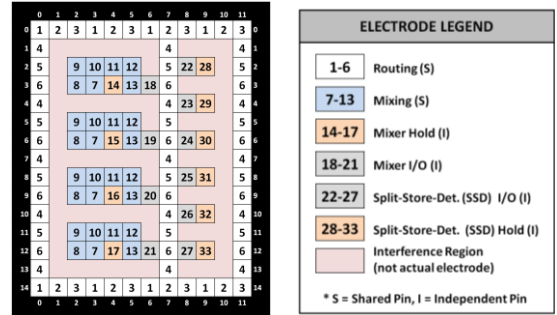 0 1 2 3 4 5 6 7 8 9 10 11
0 1 2 3 1 2 3 1 2 3 1 2 3 0
1 4 4 4 1
2 5 9 10 11 12 5 22 28 5 2
3 6 8 7 14 13 18 6 6 3
4 4 4 23 29 4 4
5 5 9 10 11 12 5 5 5
6 6 8 7 15 13 19 6 24 30 6 6
7 4 4 4 7
8 5 9 10 11 12 5 25 31 5 8
9 6 8 7 16 13 20 6 6 9
10 4 4 26 32 4 10
11 5 9 10 11 12 5 5 11
12 6 8 7 17 13 21 6 27 33 6 12
13 4 4 4 13
14 1 2 3 1 2 3 1 2 3 1 2 3 14
0 1 2 3 4 5 6 7 8 9 10 11
ELECTRODE LEGEND
1-6 Routing (S)
7-13 Mixing (S)
14-17 Mixer Hold (I)
18-21 Mixer I/O (I)
22-27 Split-Store-Det. (SSD) I/O (I)
28-33 Split-Store-Det. (SSD) Hold (I)
Interference Region
(not actual electrode)
* S = Shared Pin, I = Independent Pin